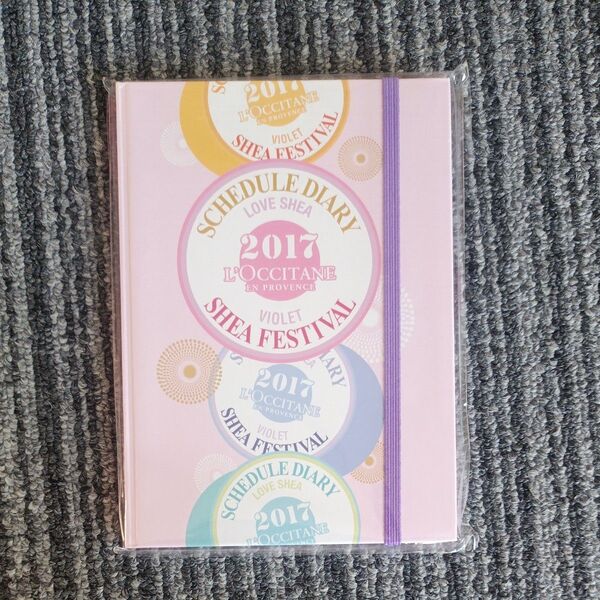 2017
L'OCCITANE
EN PROVENCE
VIOLET
SHEA FESTIVAL
SCHEDULE DIARY
LOVE SHEA
2017
L'OCCITANE
EN PROVENCE
VIOLET
SHEA FESTIVAL
DIARY
2017
L'OCCITANE
EN PROVENCE
VIOLET
SHEA FESTIVAL
SCHEDULE DIARY
LOVE SHEA
2017
L'OCCITANE